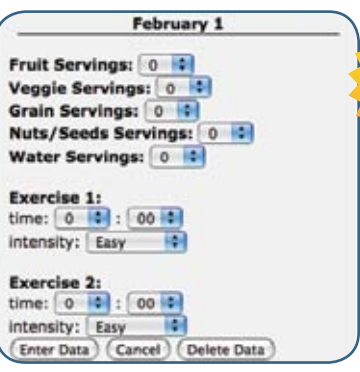 February 1
Fruit Servings: 0
Veggie Servings: 0
Grain Servings: 0
Nuts/Seeds Servings: 0
Water Servings: 0
Exercise 1:
time: 0 : 00
intensity: Easy
Exercise 2:
time: 0 : 00
intensity: Easy
Enter Data Cancel Delete Data